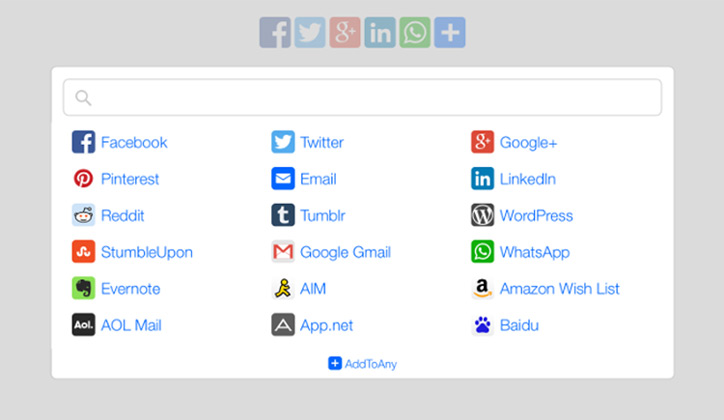 Facebook Twitter Google+
Pinterest Email LinkedIn
Reddit Tumblr WordPress
StumbleUpon Google Gmail WhatsApp
Evernote AIM Amazon Wish List
Aol. AOL Mail App.net Baidu
AddToAny